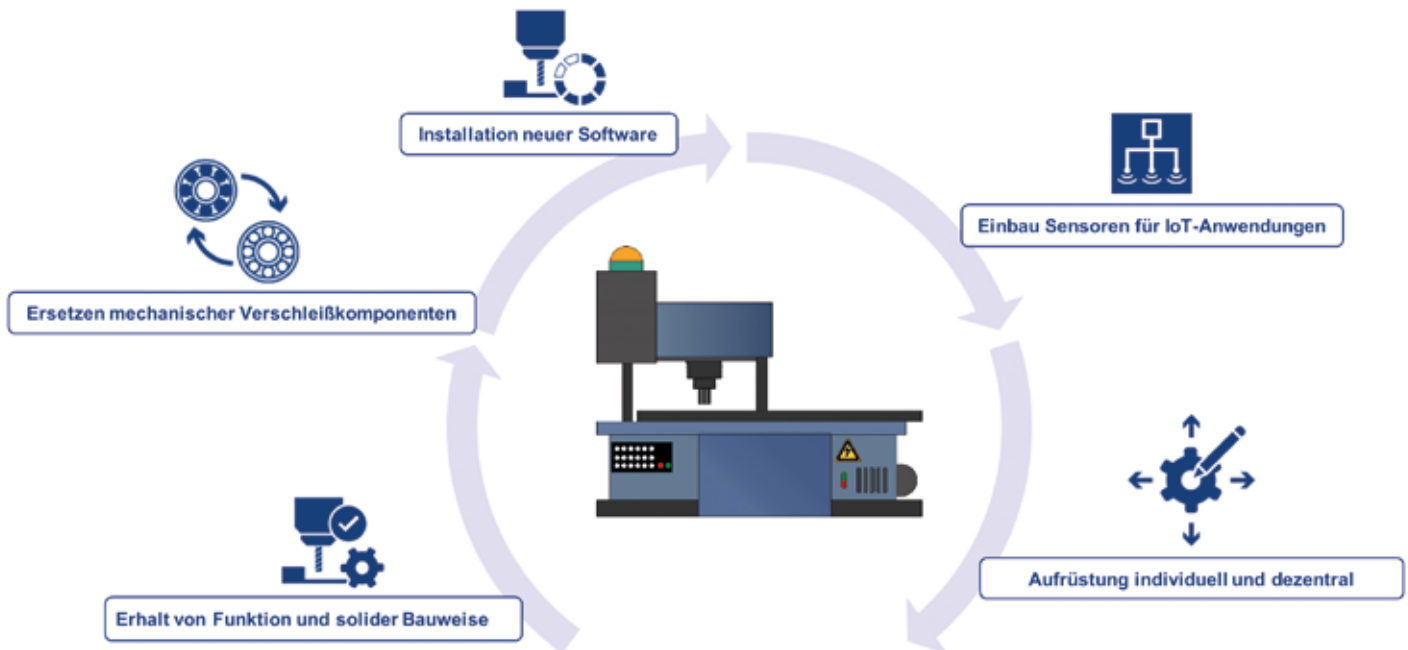 Installation neuer Software
Einbau Sensoren für IoT-Anwendungen
Ersetzen mechanischer Verschleißkomponenten
Aufrüstung individuell und dezentral
Erhalt von Funktion und solider Bauweise